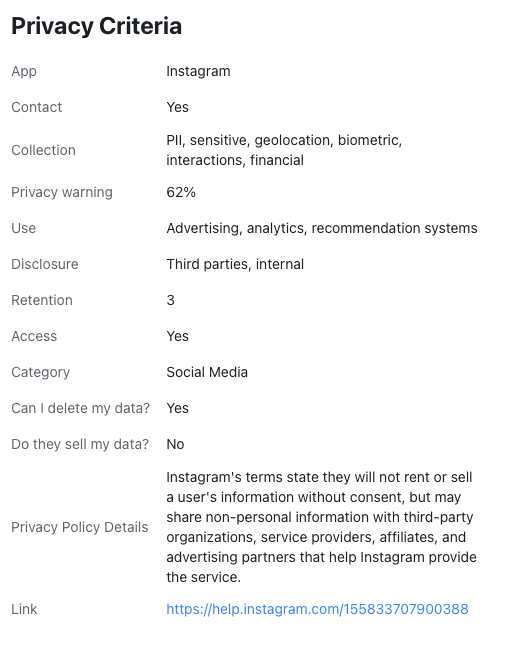 Privacy Criteria
App Instagram
Contact Yes
Collection PII, sensitive, geolocation, biometric,
interactions, financial
Privacy warning 62%
Use Advertising, analytics, recommendation systems
Disclosure Third parties, internal
Retention 3
Access Yes
Category Social Media
Can I delete my data? Yes
Do they sell my data? No
Privacy Policy Details Instagram's terms state they will not rent or sell
a user's information without consent, but may
share non-personal information with third-party
organizations, service providers, affiliates, and
advertising partners that help Instagram provide
the service.
Link https://help.instagram.com/155833707900388